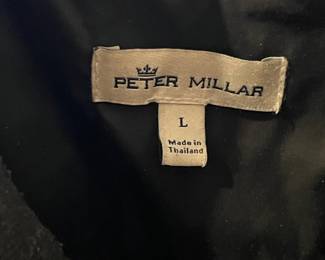 PETER MILLAR
L
Made in
Thailand